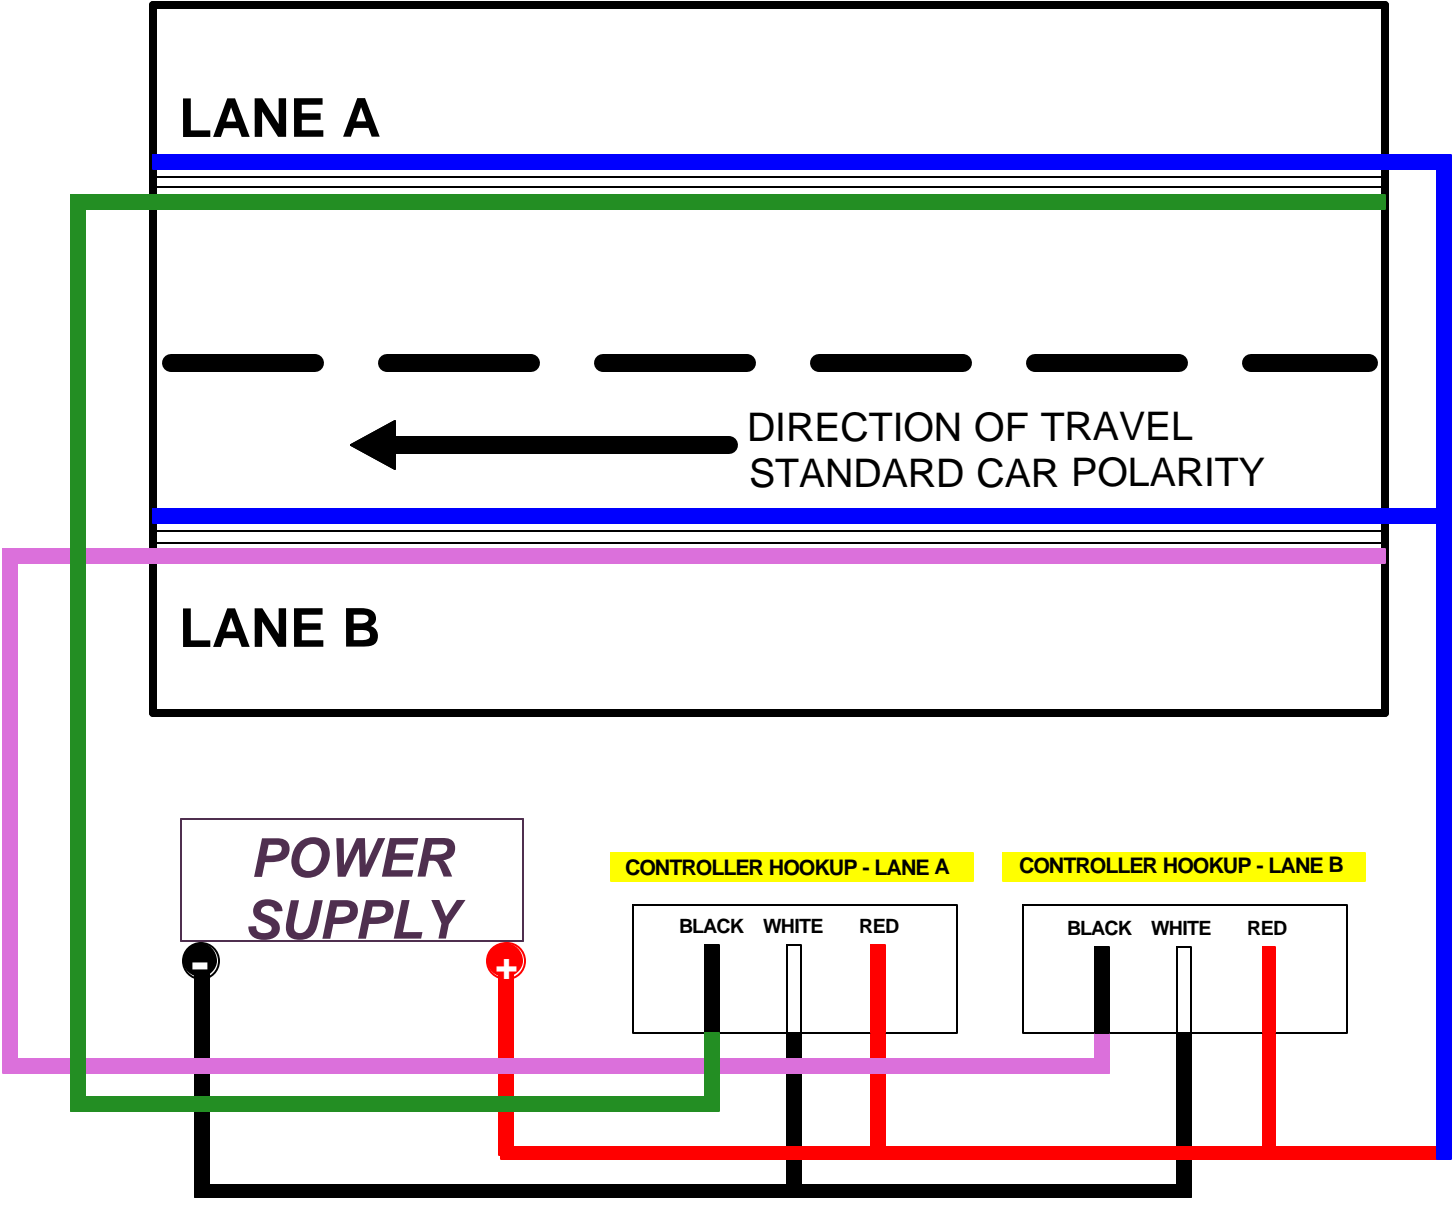 LANE A
DIRECTION OF TRAVEL
STANDARD CAR POLARITY
LANE B
POWER
SUPPLY
- +
CONTROLLER HOOKUP - LANE A
BLACK WHITE RED
CONTROLLER HOOKUP - LANE B
BLACK WHITE RED